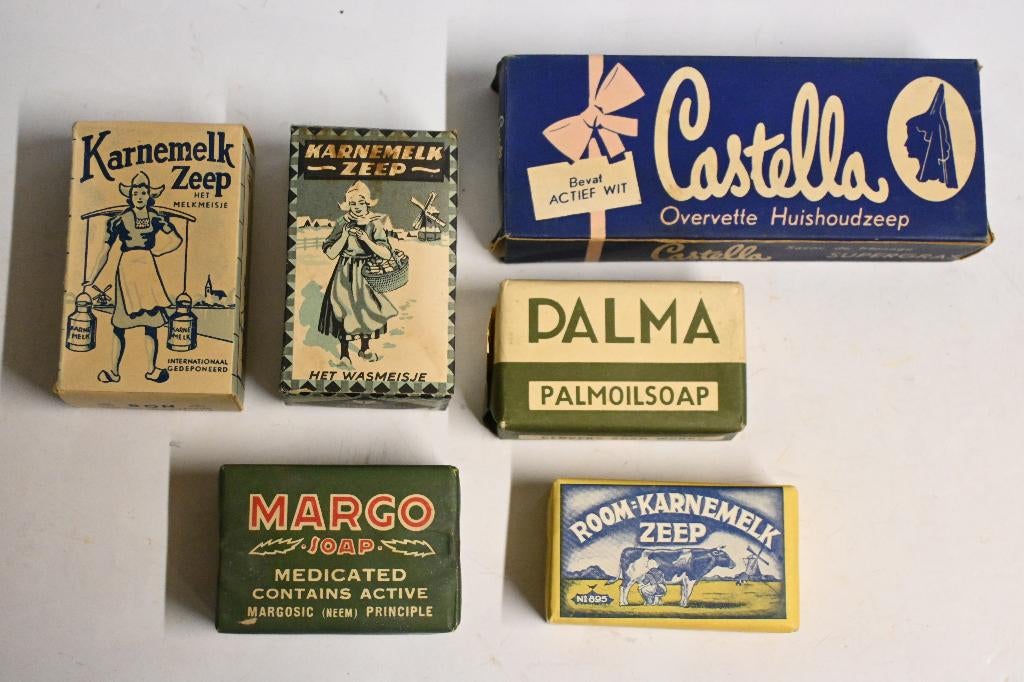 Karnemelk
Zeep
HET
MELKMEISJE
KARNE
MELK
KARNE
MELK
INTERNATIONAAL
GEDEPONEERD
KARNEMELK
ZEEP
HET WASMEISJE
Bevat
ACTIEF WIT
Castella
Overvette Huishoudzeep
Castella
SUPERGRAS
PALMA
PALMOILSOAP
MARGO
SOAP
MEDICATED
CONTAINS ACTIVE
MARGOSIC (NEEM) PRINCIPLE
ROOM=KARNEMELK
ZEEP
No 895